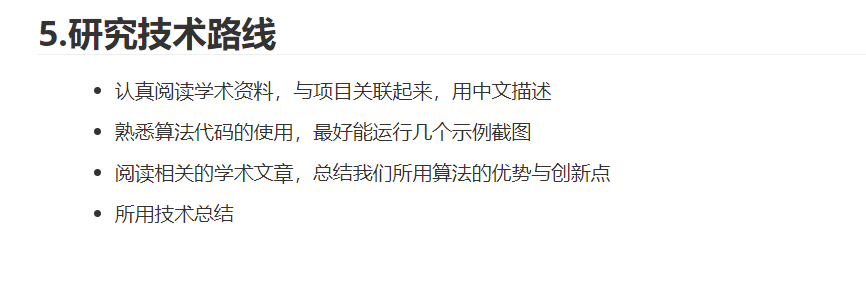 5.研究技术路线
认真阅读学术资料，与项目关联起来，用中文描述
熟悉算法代码的使用，最好能运行几个示例截图
阅读相关的学术文章，总结我们所用算法的优势与创新点
所用技术总结